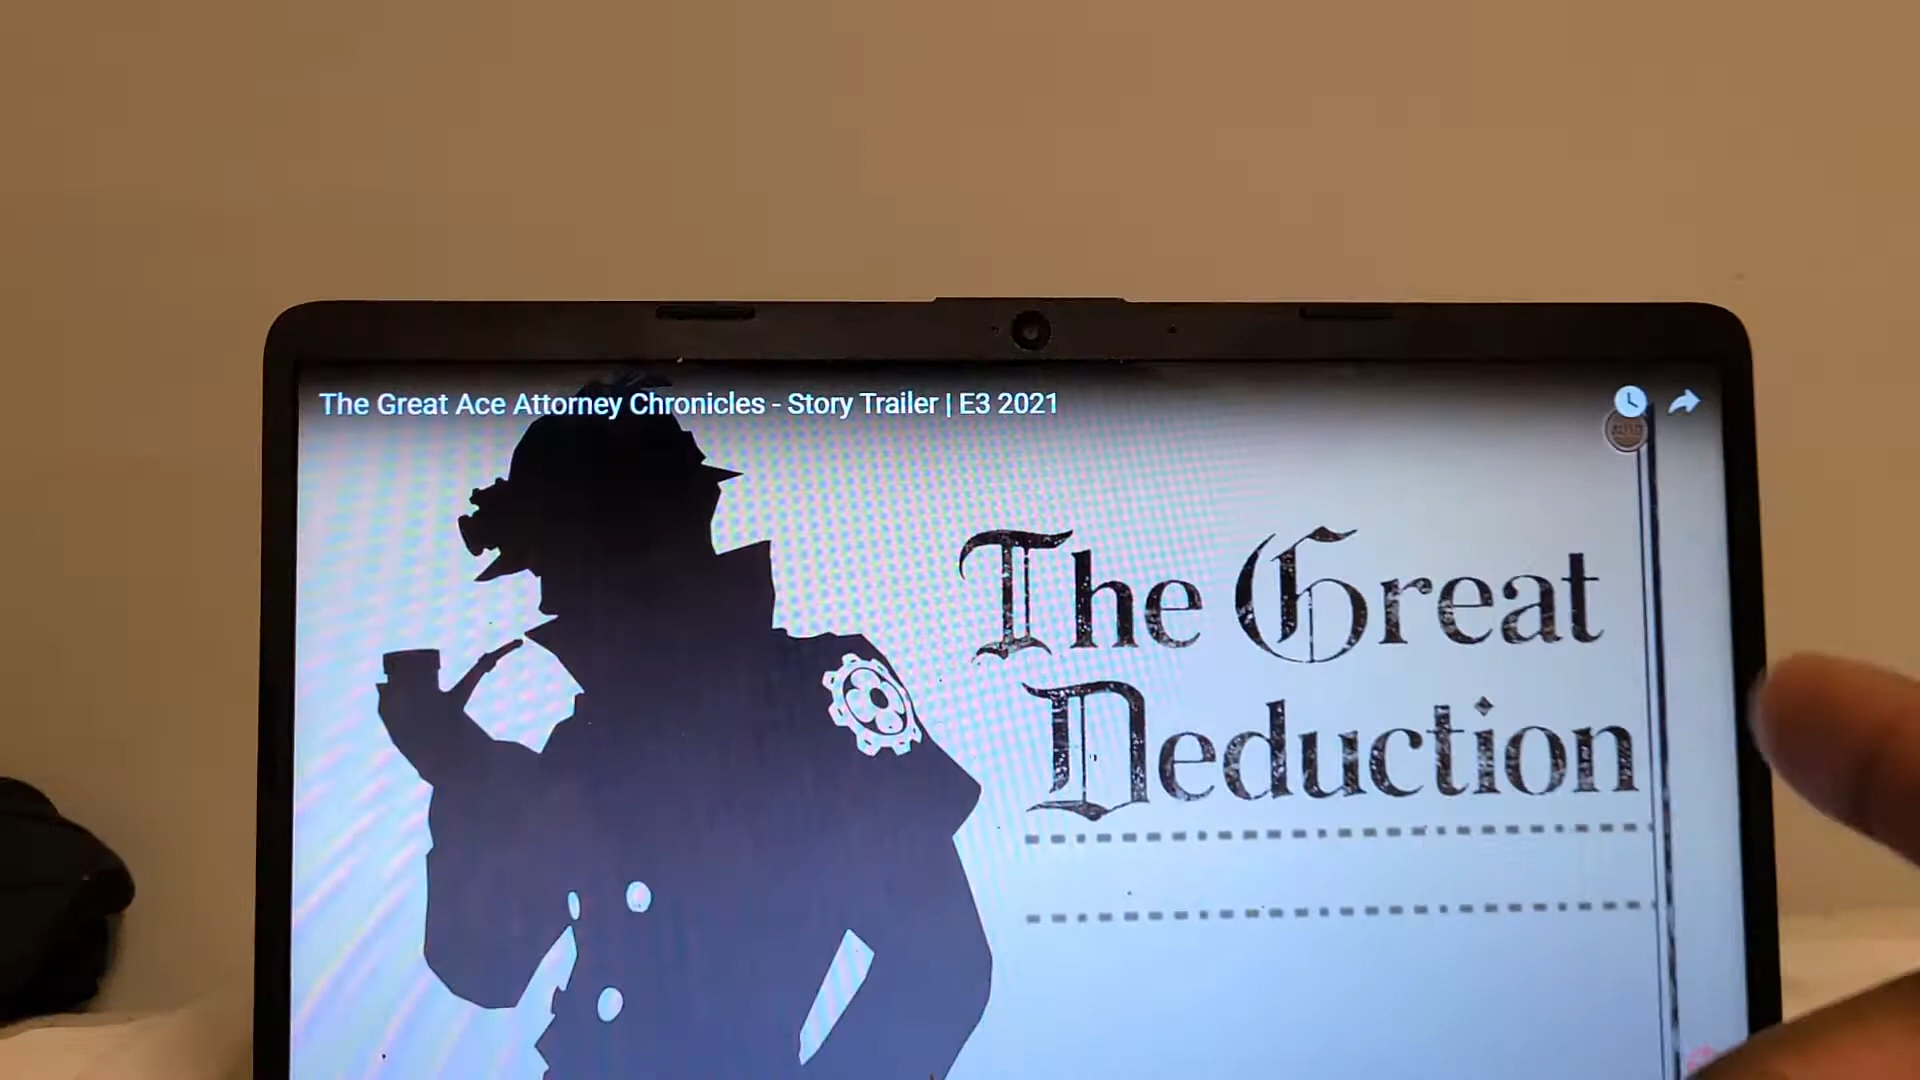 The Great Ace Attorney Chronicles - Story Trailer | E3 2021
The Great
Deduction